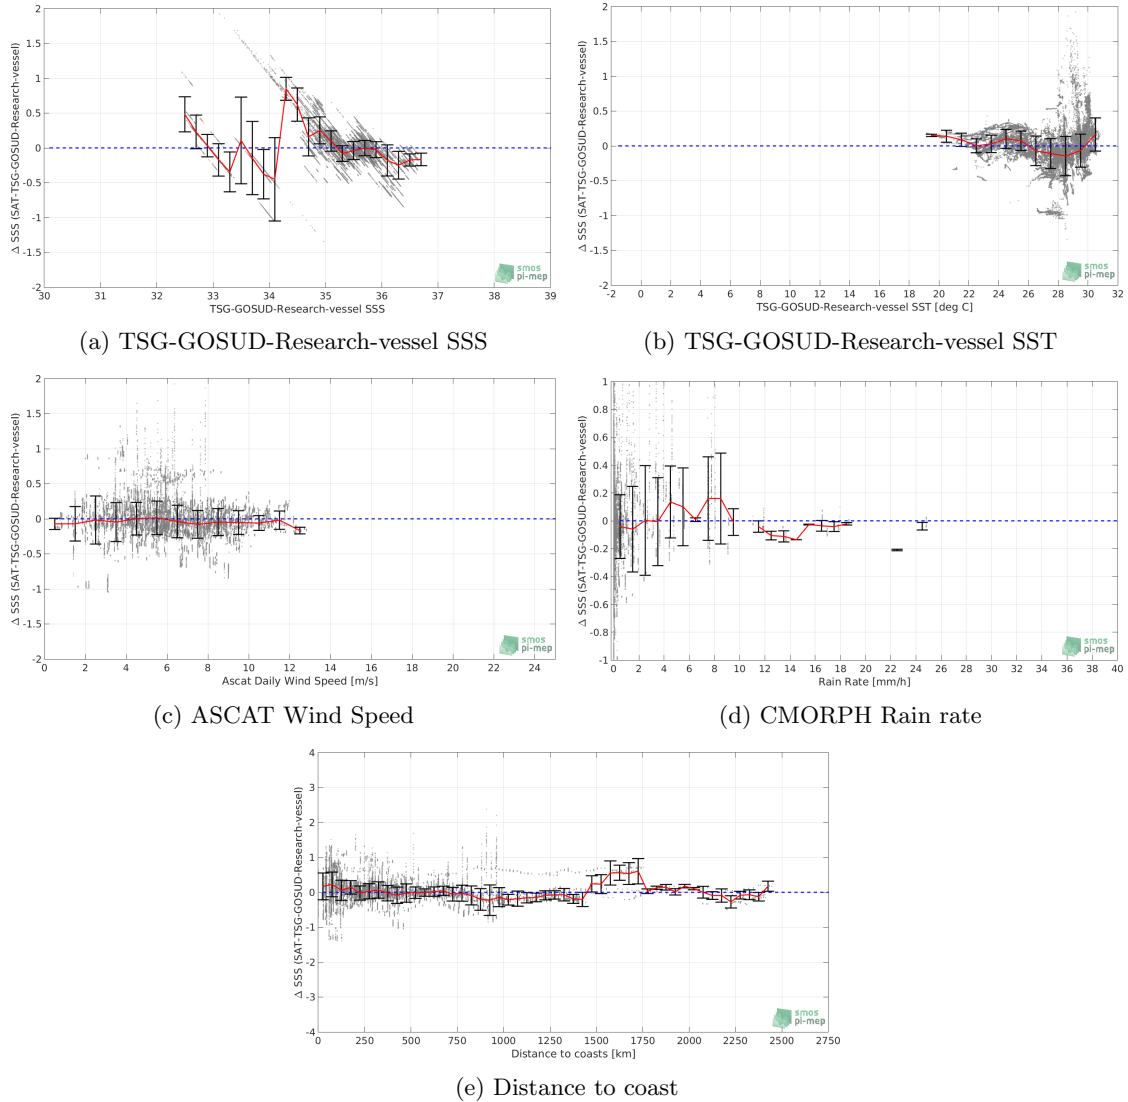 2
1.5
1
0.5
0
-0.5
-1
-1.5
-2
Δ SSS (SAT-TSG-GOSUD-Research-vessel)
30 31 32 33 34 35 36 37 38 39
TSG-GOSUD-Research-vessel SSS
smos
pi-mep
(a) TSG-GOSUD-Research-vessel SSS
2
1.5
1
0.5
0
-0.5
-1
-1.5
-2
Δ SSS (SAT-TSG-GOSUD-Research-vessel)
-2 0 2 4 6 8 10 12 14 16 18 20 22 24 26 28 30 32
TSG-GOSUD-Research-vessel SST [deg C]
smos
pi-mep
(b) TSG-GOSUD-Research-vessel SST
2
1.5
1
0.5
0
-0.5
-1
-1.5
-2
Δ SSS (SAT-TSG-GOSUD-Research-vessel)
0 2 4 6 8 10 12 14 16 18 20 22 24
Ascat Daily Wind Speed [m/s]
smos
pi-mep
(c) ASCAT Wind Speed
1
0.8
0.6
0.4
0.2
0
-0.2
-0.4
-0.6
-0.8
-1
Δ SSS (SAT-TSG-GOSUD-Research-vessel)
0 2 4 6 8 10 12 14 16 18 20 22 24 26 28 30 32 34 36 38 40
Rain Rate [mm/h]
smos
pi-mep
(d) CMORPH Rain rate
4
3
2
1
0
-1
-2
-3
-4
Δ SSS (SAT-TSG-GOSUD-Research-vessel)
0 250 500 750 1000 1250 1500 1750 2000 2250 2500 2750
Distance to coasts [km]
smos
pi-mep
(e) Distance to coast